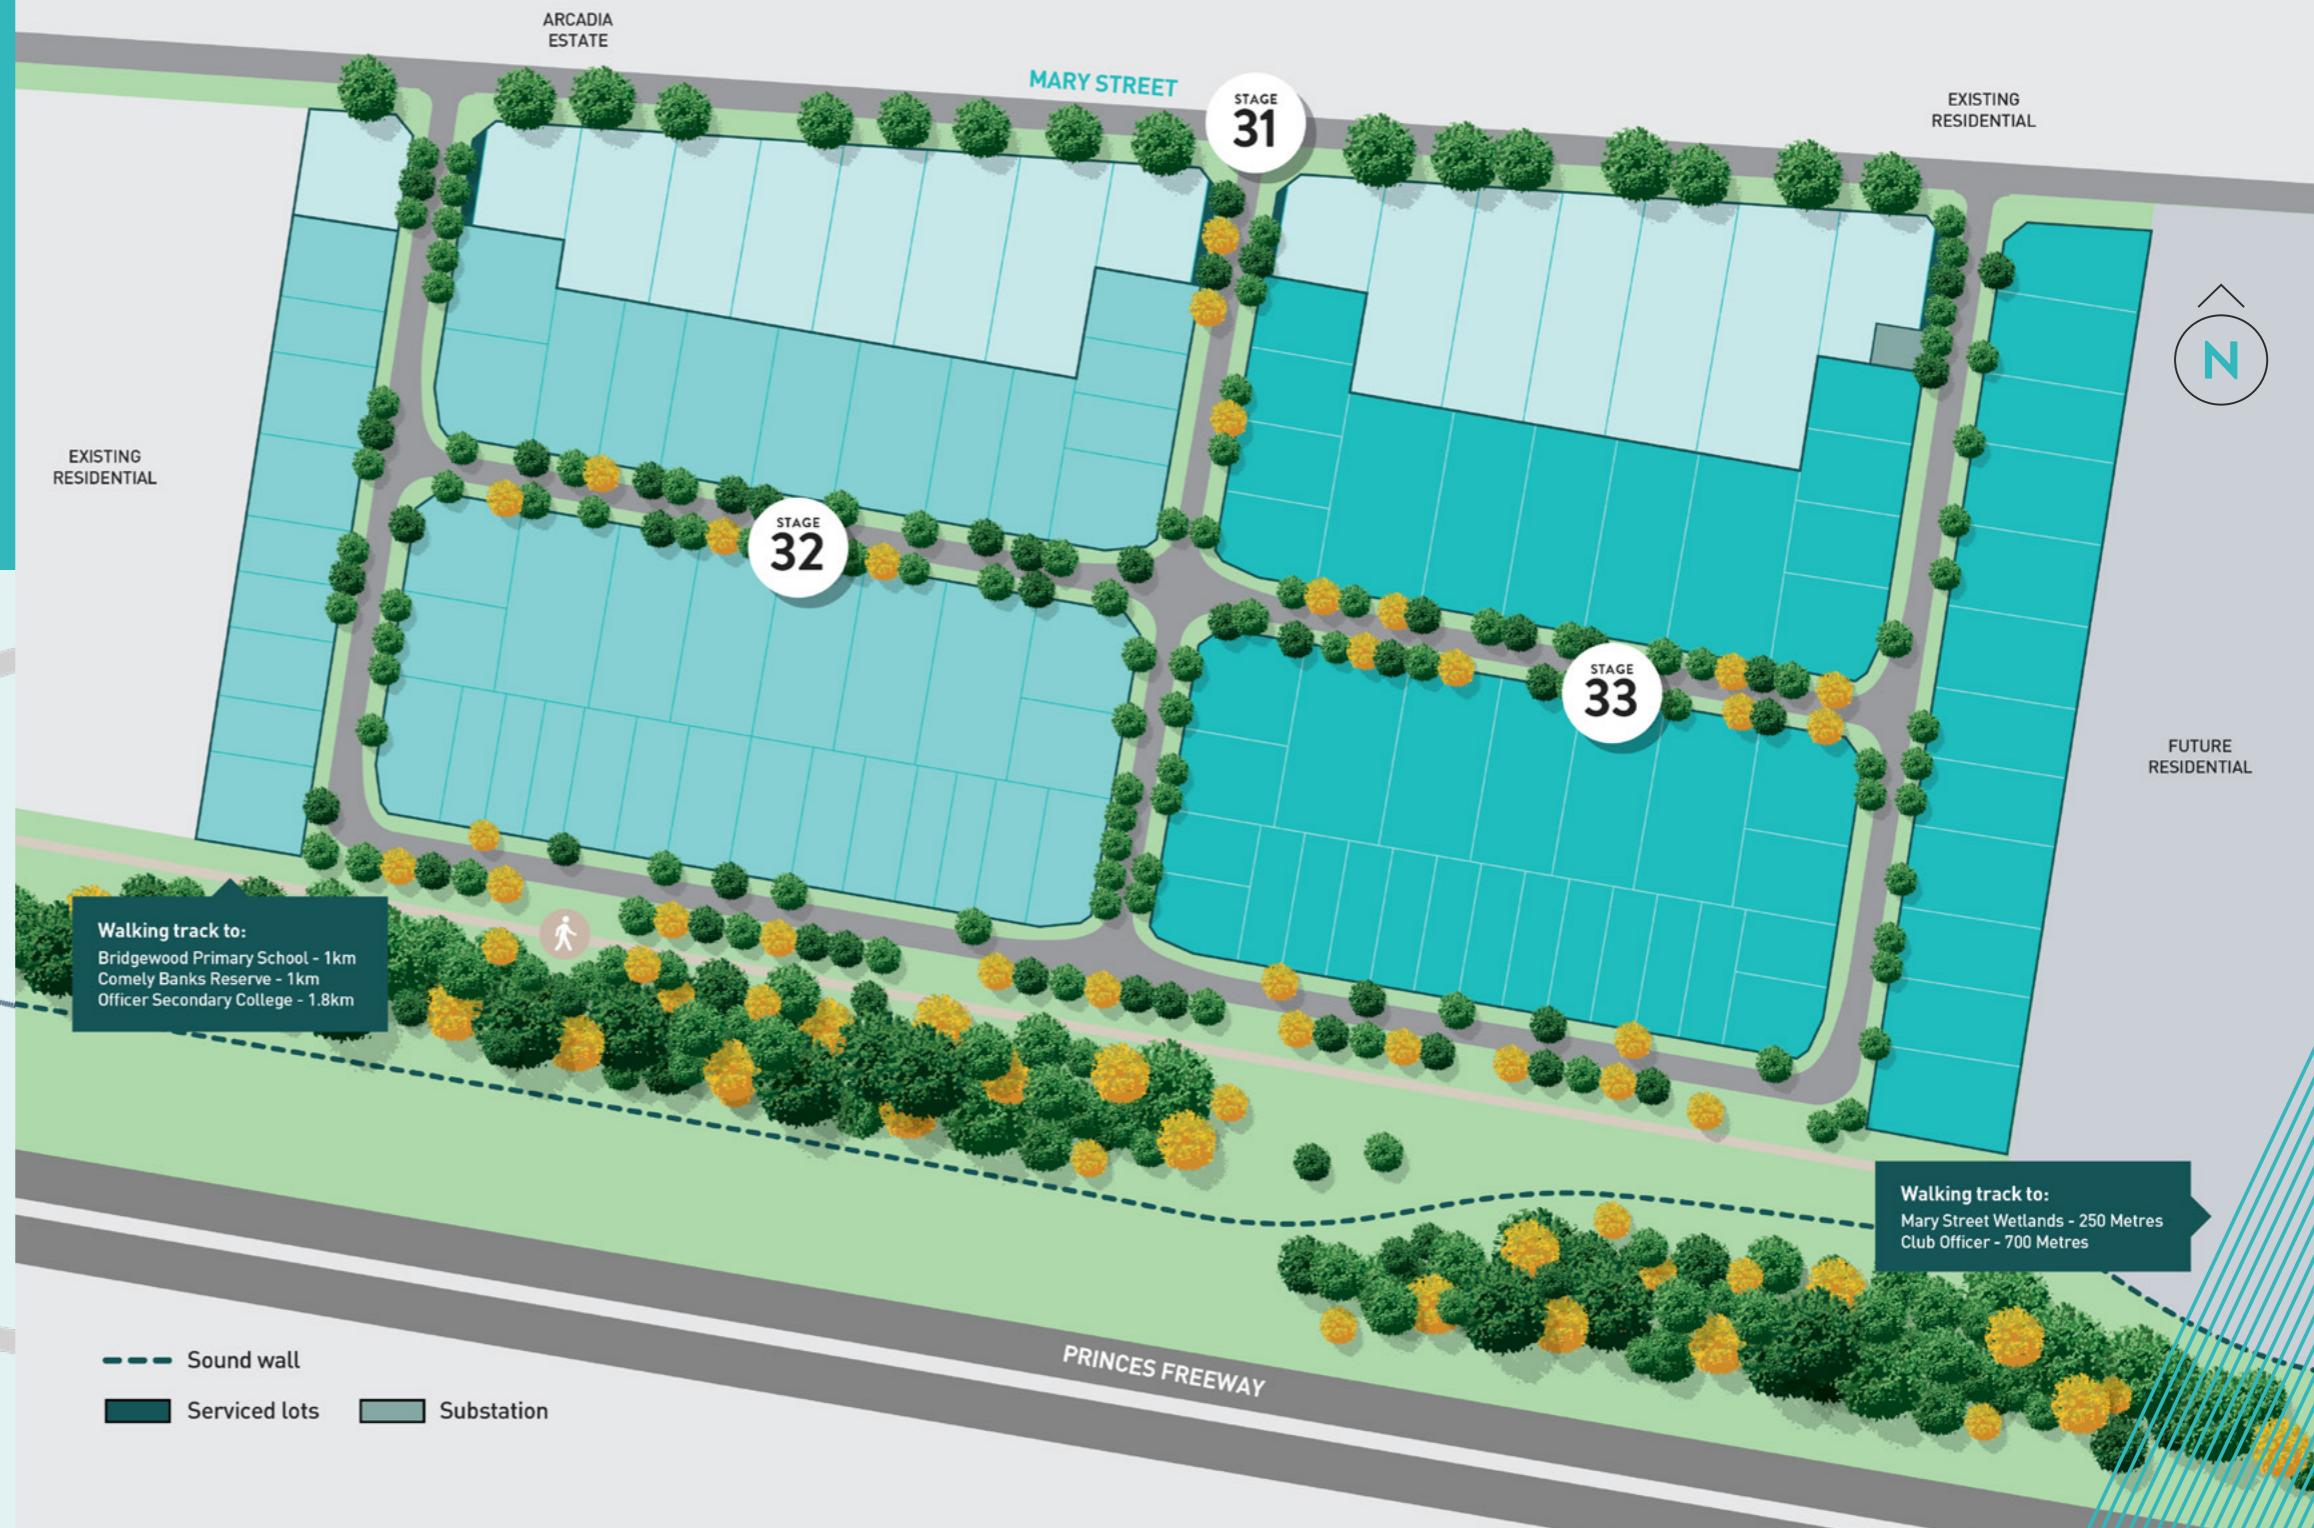 ARCADIA
ESTATE
MARY STREET
STAGE
31
EXISTING
RESIDENTIAL
N
EXISTING
RESIDENTIAL
STAGE
32
STAGE
33
FUTURE
RESIDENTIAL
Walking track to:
Bridgewood Primary School - 1km
Comely Banks Reserve - 1km
Officer Secondary College - 1.8km
Walking track to:
Mary Street Wetlands - 250 Metres
Club Officer - 700 Metres
PRINCES FREEWAY
Sound wall
Serviced lots
Substation